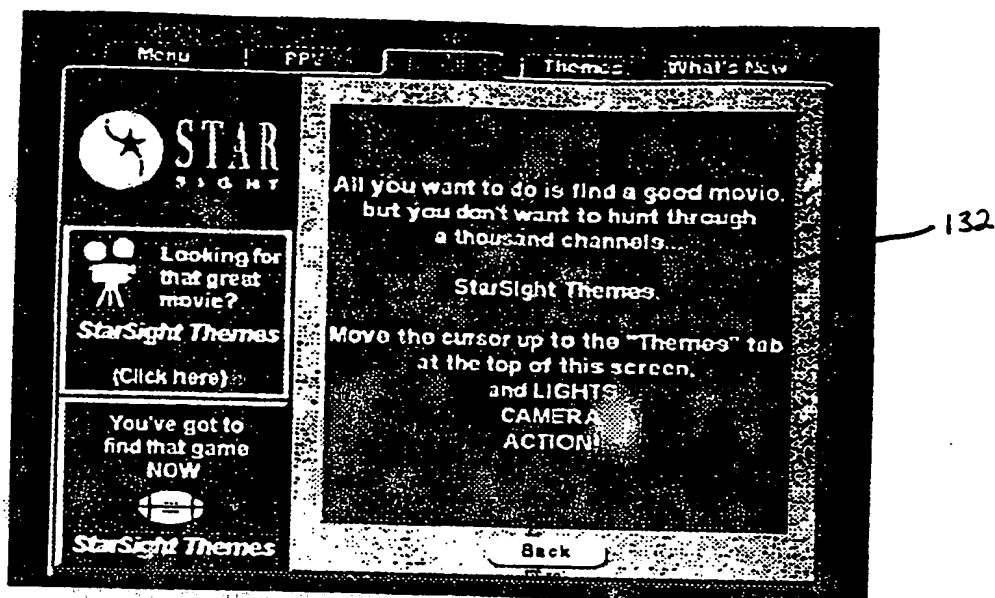 Menu
PPV
Themes
What's New
STAR
SIGHT
Looking for
that great
movie?
StarSight Themes
(Click here)
You've got to
find that game
NOW
StarSight Themes
All you want to do is find a good movie,
but you don't want to hunt through
a thousand channels...
StarSight Themes.
Move the cursor up to the "Themes" tab
at the top of this screen,
and LIGHTS
CAMERA
ACTION!
Back
132